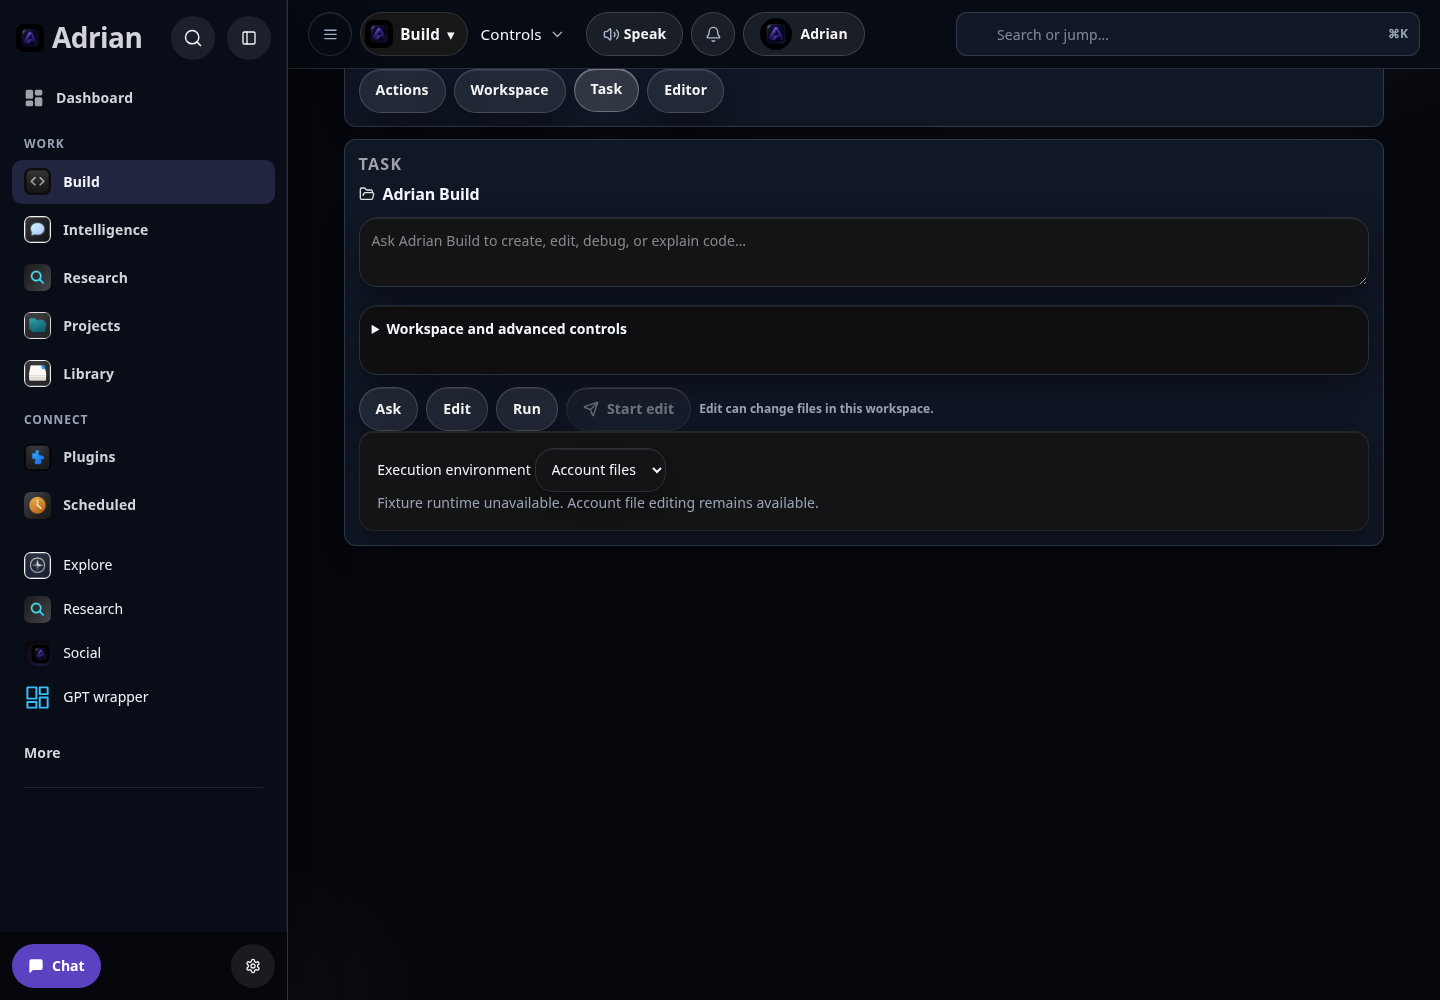 Adrian
Dashboard
WORK
Build
Intelligence
Research
Projects
Library
CONNECT
Plugins
Scheduled
Explore
Research
Social
GPT wrapper
More
Chat
Build ▾
Controls
Speak
Adrian
Search or jump...
⌘K
Actions
Workspace
Task
Editor
TASK
Adrian Build
Ask Adrian Build to create, edit, debug, or explain code...
Workspace and advanced controls
Ask
Edit
Run
Start edit
Edit can change files in this workspace.
Execution environment Account files
Fixture runtime unavailable. Account file editing remains available.